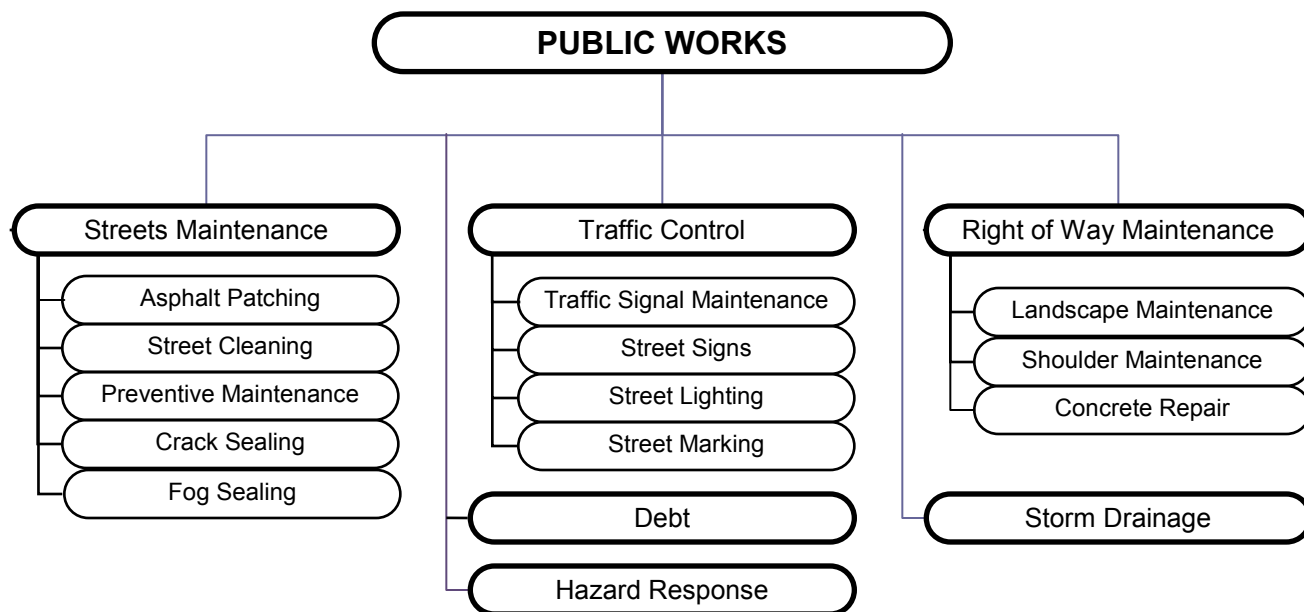 PUBLIC WORKS
Streets Maintenance
Asphalt Patching
Street Cleaning
Preventive Maintenance
Crack Sealing
Fog Sealing
Traffic Control
Traffic Signal Maintenance
Street Signs
Street Lighting
Street Marking
Debt
Hazard Response
Right of Way Maintenance
Landscape Maintenance
Shoulder Maintenance
Concrete Repair
Storm Drainage